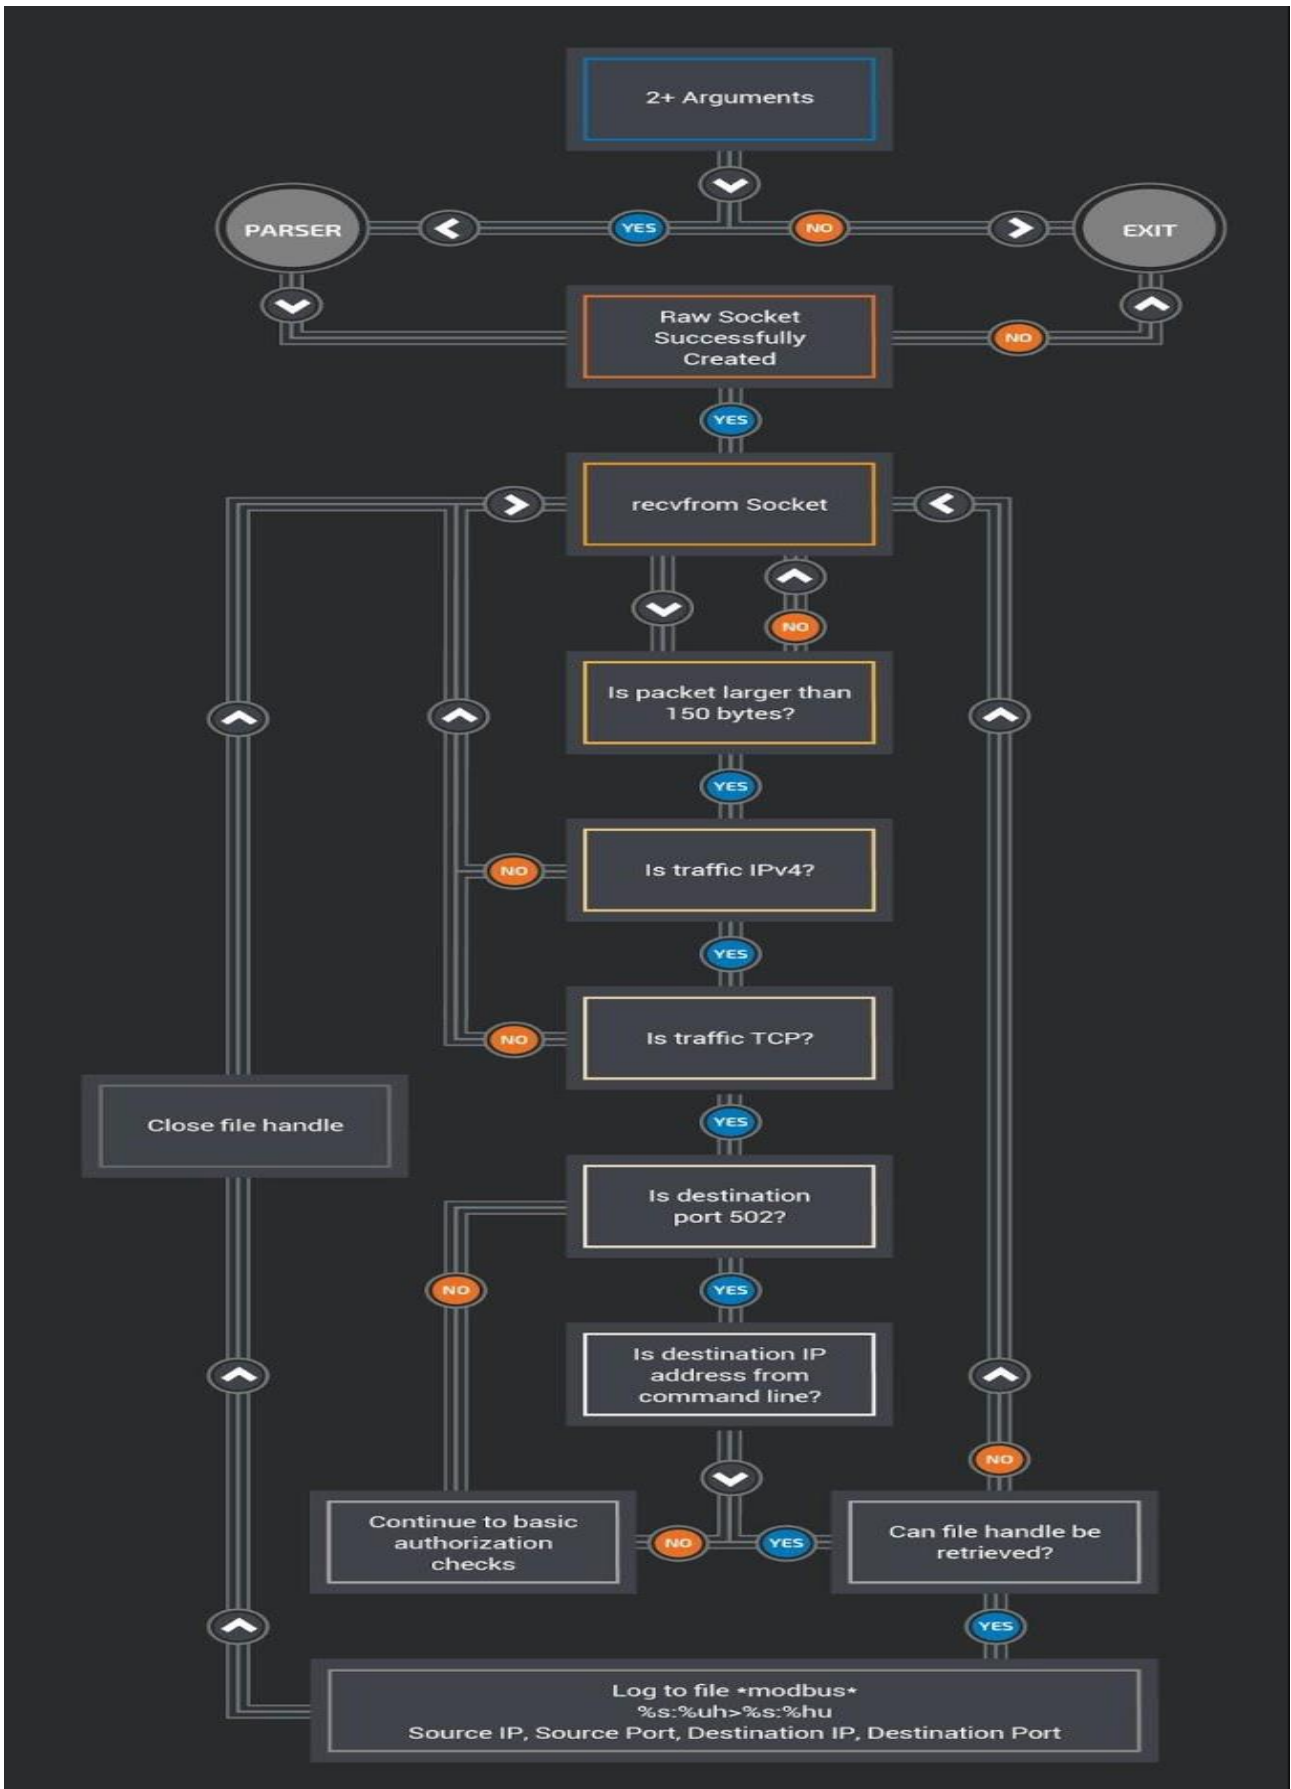 2+ Arguments
PARSER
YES
NO
EXIT
Raw Socket
Successfully
Created
NO
YES
recvfrom Socket
NO
Is packet larger than
150 bytes?
YES
Is traffic IPv4?
NO
YES
Is traffic TCP?
NO
YES
Close file handle
Is destination
port 502?
NO
YES
Is destination IP
address from
command line?
NO
Continue to basic
authorization
checks
NO
YES
Can file handle be
retrieved?
YES
Log to file *modbus*
%s:%uh>%s:%hu
Source IP, Source Port, Destination IP, Destination Port